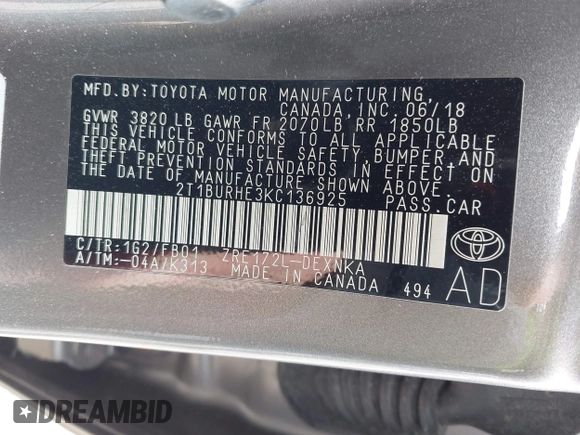 MFD.BY:TOYOTA MOTOR MANUFACTURING,
CANADA, INC. 06/18
GVWR 3820 LB GAWR FR 2070LB RR 1850LB
THIS VEHICLE CONFORMS TO ALL APPLICABLE
FEDERAL MOTOR VEHICLE SAFETY, BUMPER, AND
THEFT PREVENTION STANDARDS IN EFFECT ON
THE DATE OF MANUFACTURE SHOWN ABOVE.
2T1BURHE3KC136925 PASS.CAR
C/TR:1G2/FB01 ZRE172L-DEXNKA
A/TM:-04A/K313 MADE IN CANADA 494
AD
DREAMBID